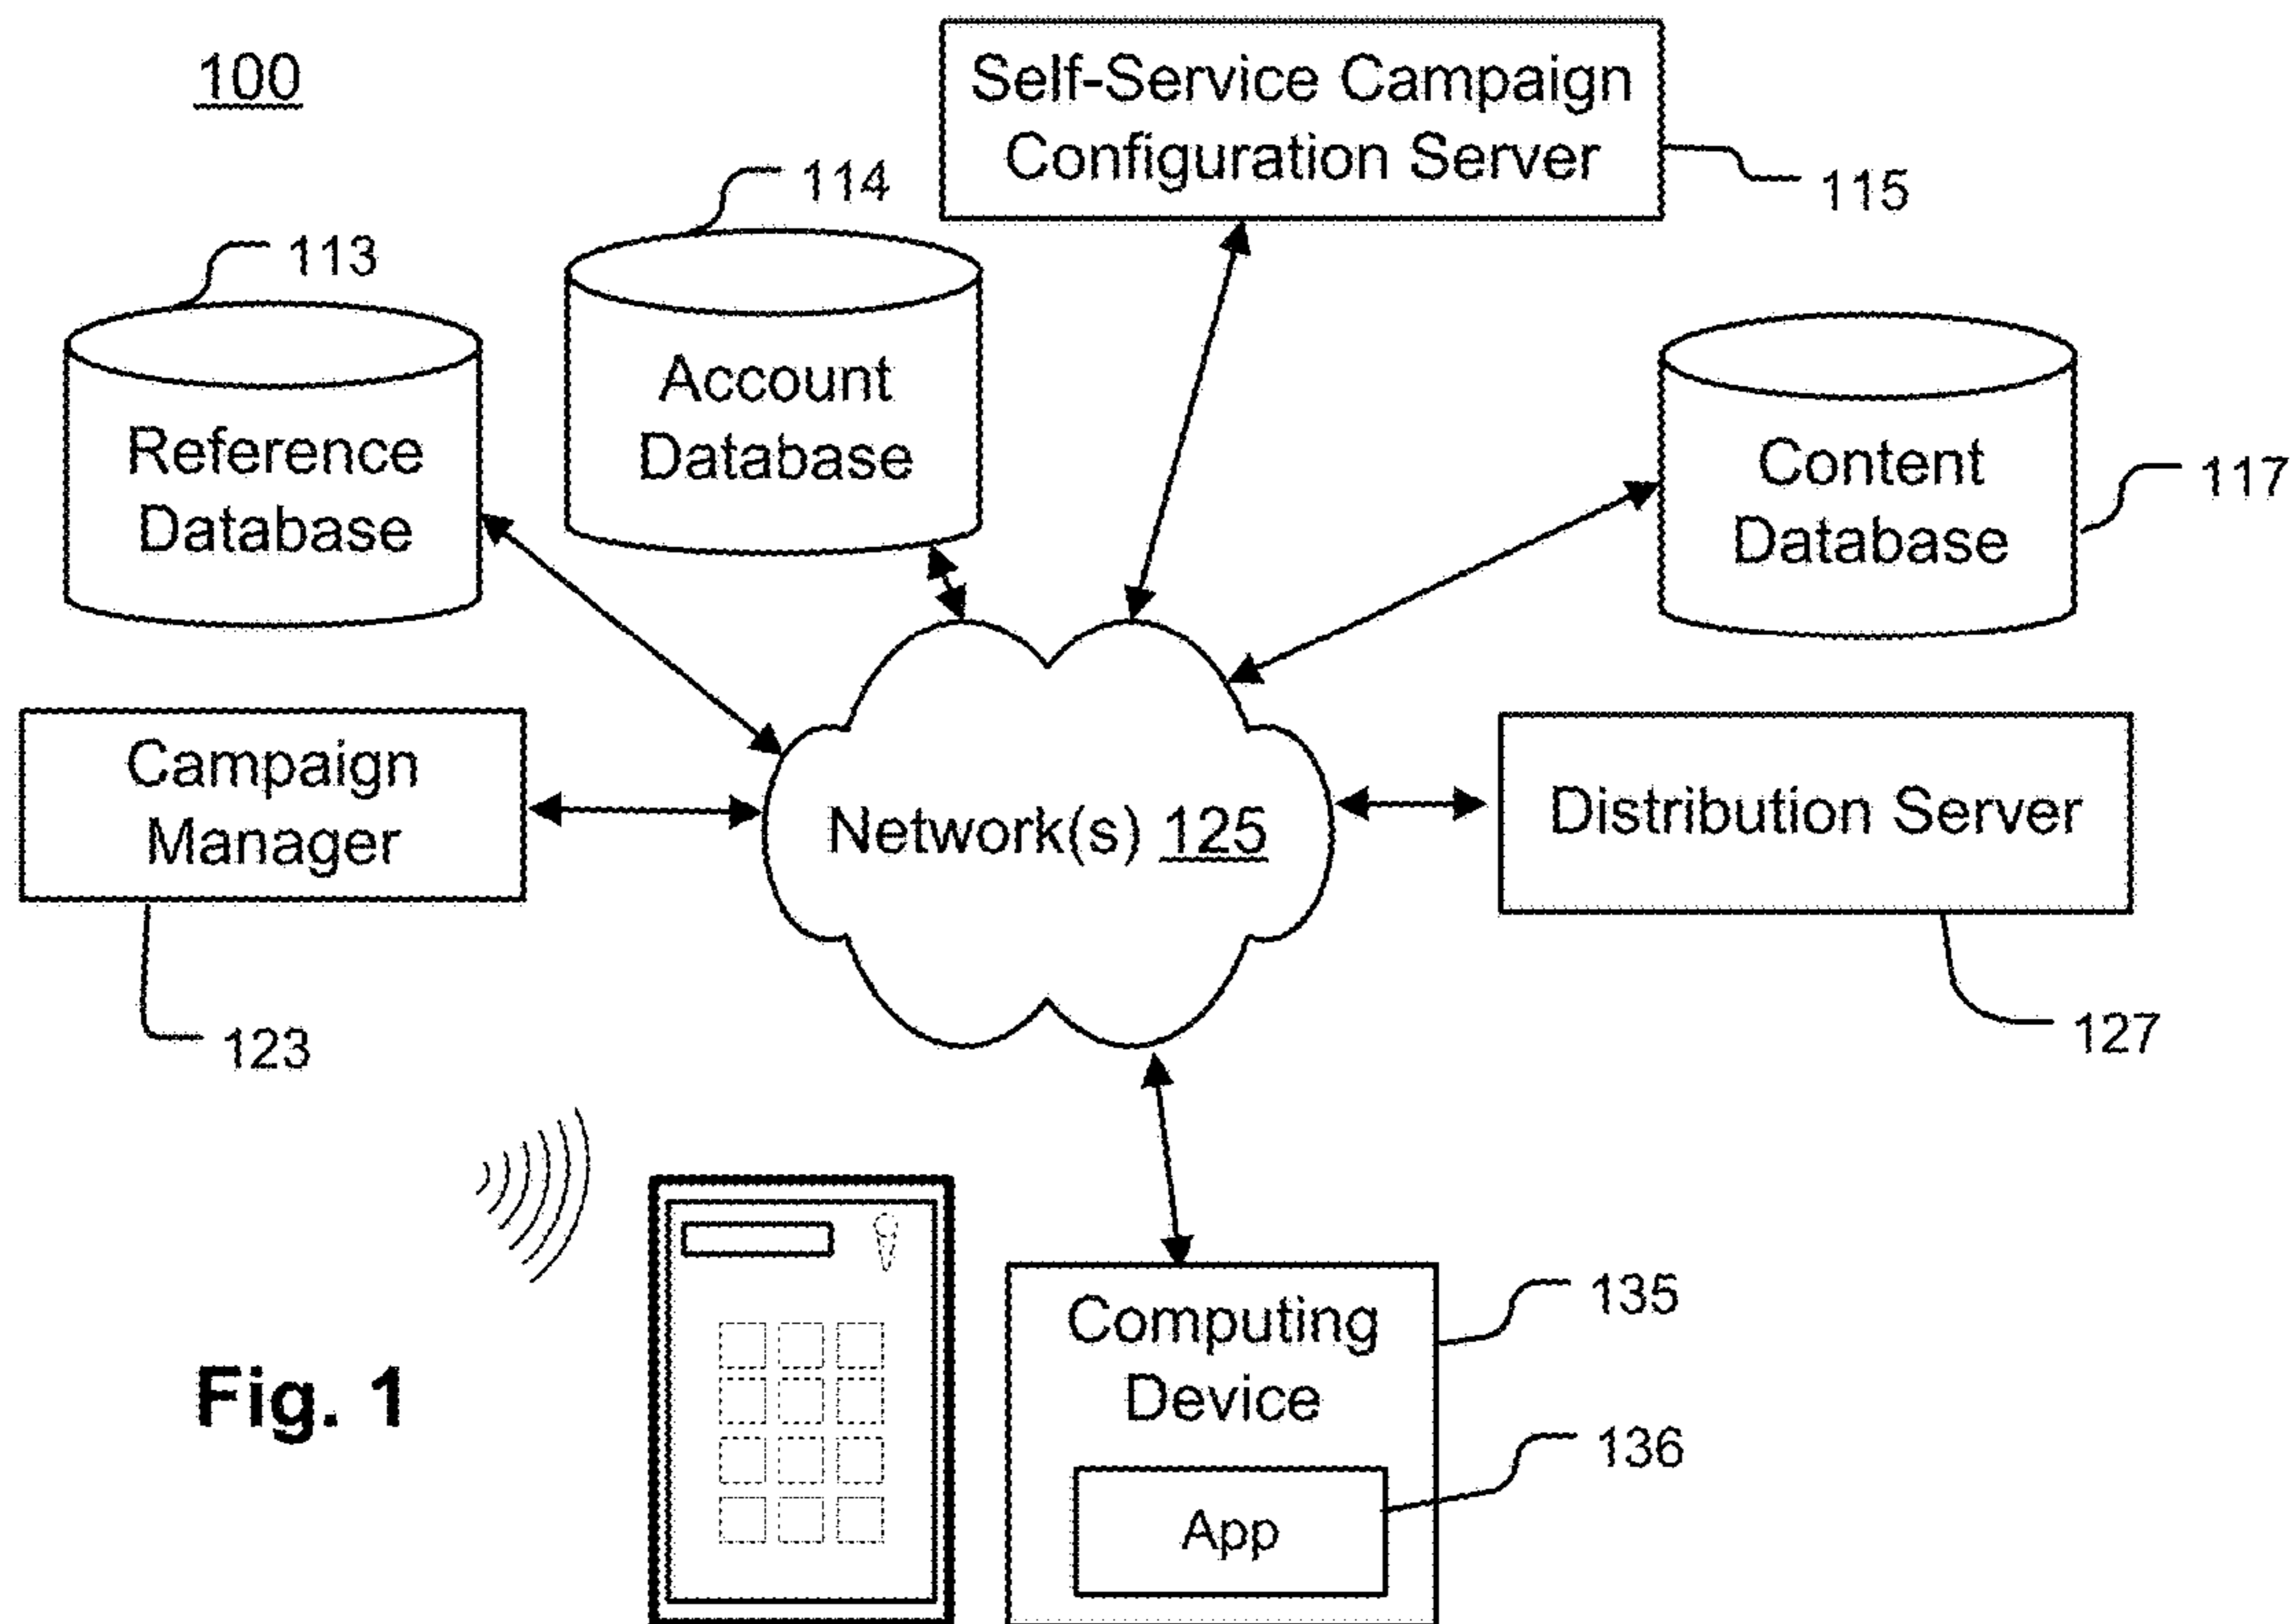 100
Self-Service Campaign
Configuration Server
115
114
113
Account
Database
Reference
Database
Content
Database
117
Campaign
Manager
Network(s) 125
Distribution Server
123
127
Computing
Device
135
App
136
Fig. 1